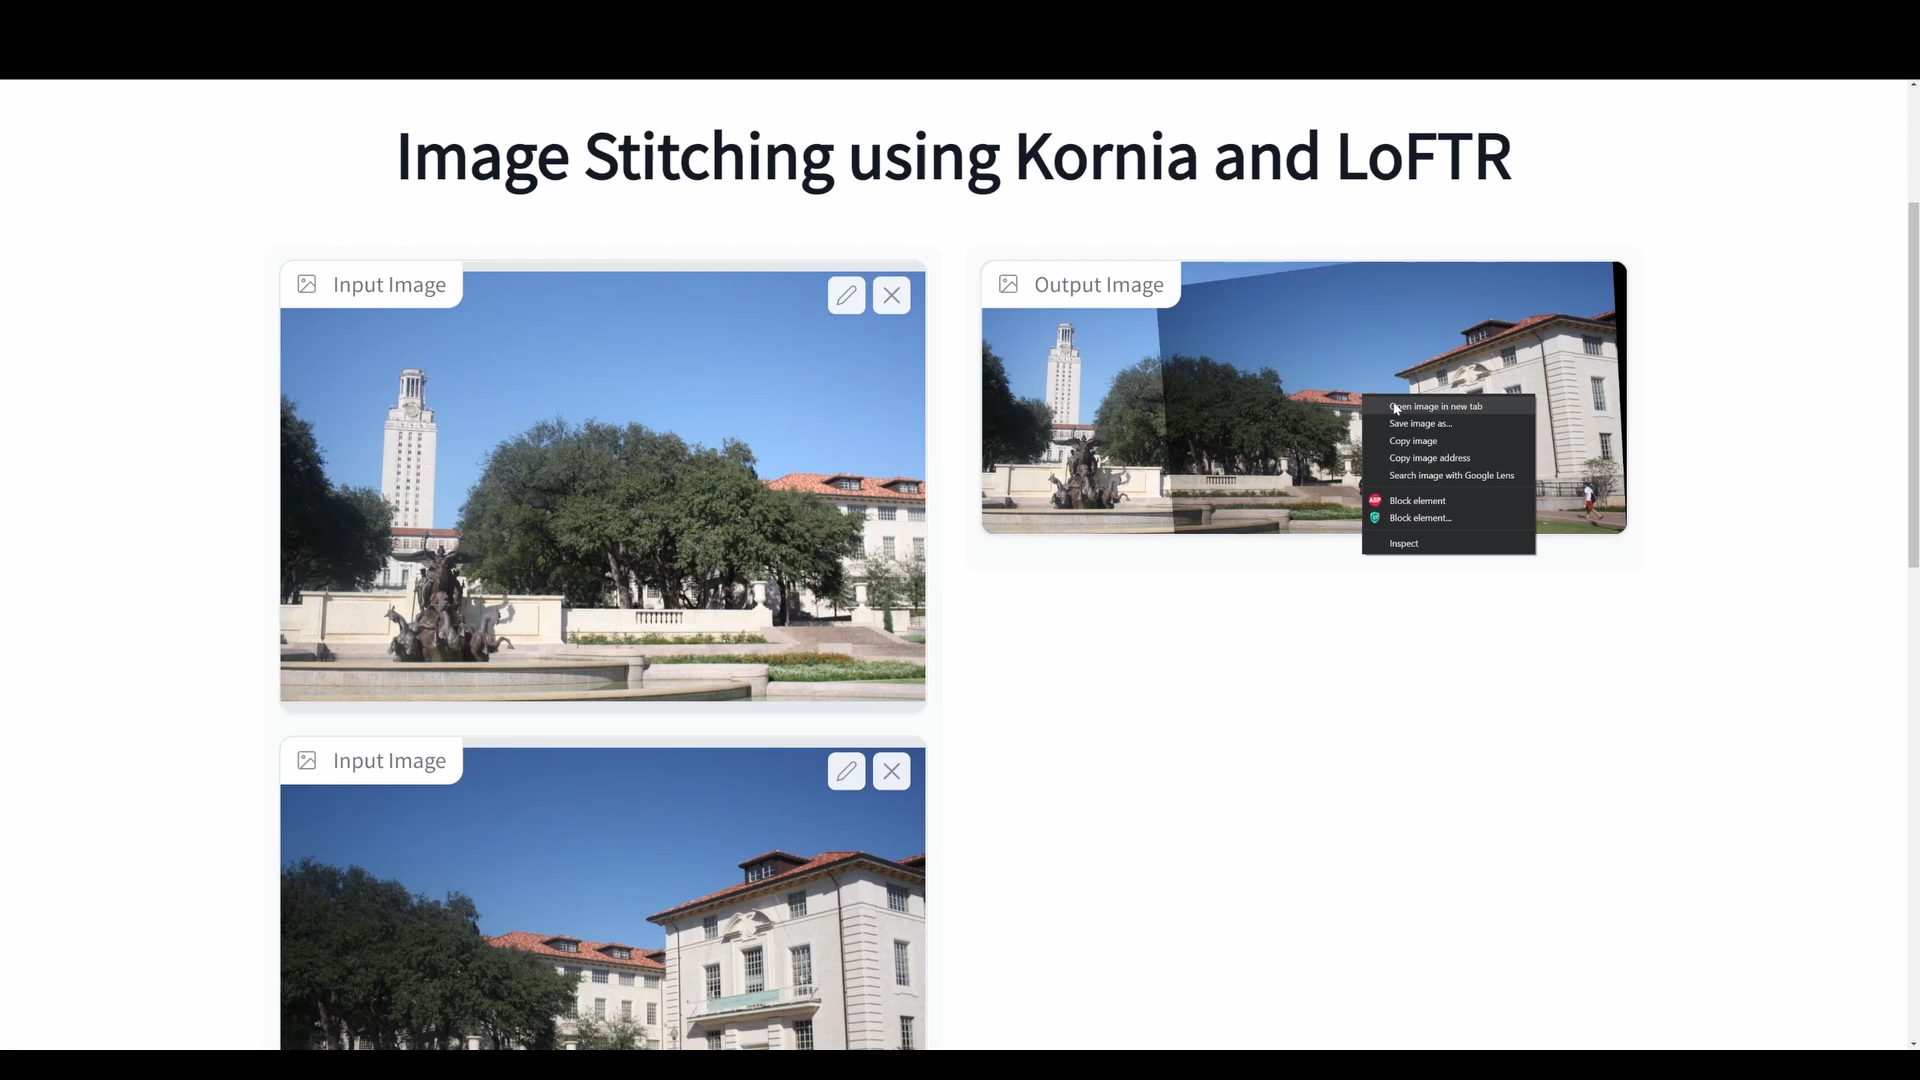 Image Stitching using Kornia and LoFTR
Input Image
Output Image
Open image in new tab
Save image as...
Copy image
Copy image address
Search image with Google Lens
ABP
Block element
Block element...
Inspect
Input Image